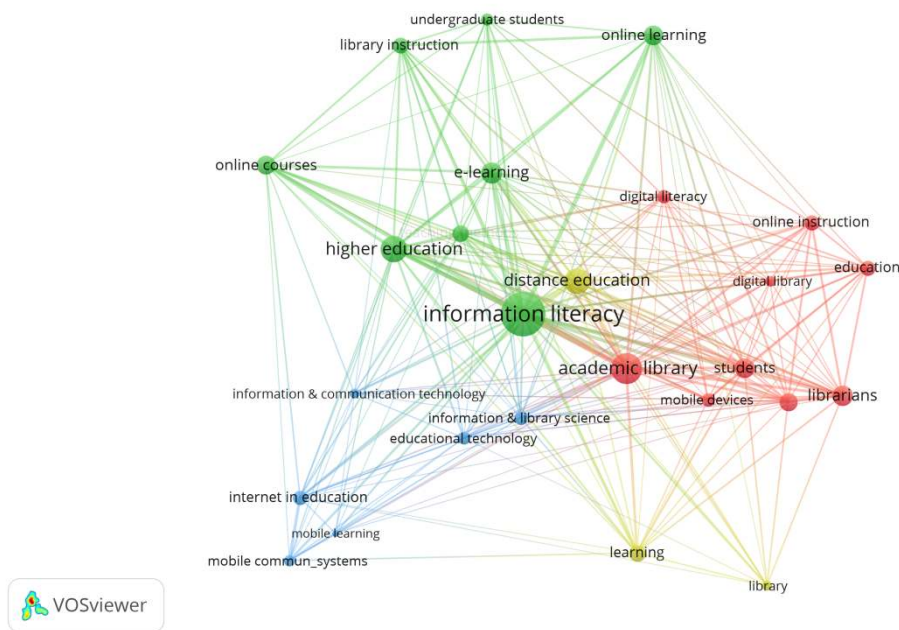 undergraduate students
online learning
library instruction
online courses
e-learning
digital literacy
online instruction
higher education
education
distance education
digital library
information literacy
academic library
students
information & communication technology
mobile devices
librarians
information & library science
educational technology
internet in education
mobile learning
learning
mobile commun_systems
library
VOSviewer